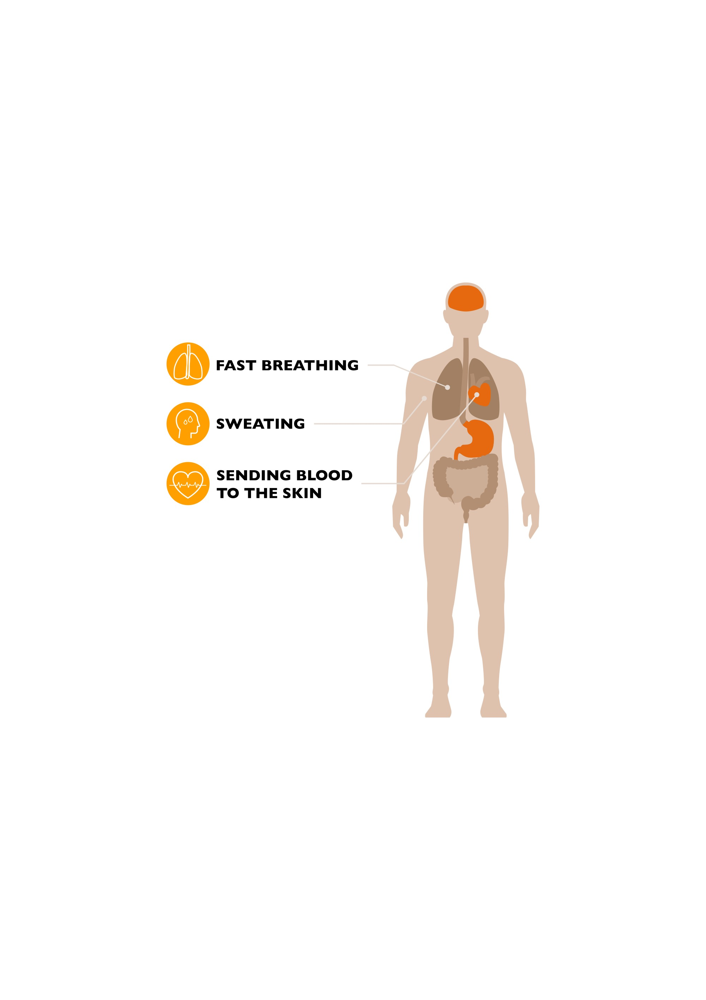 FAST BREATHING
SWEATING
SENDING BLOOD
TO THE SKIN